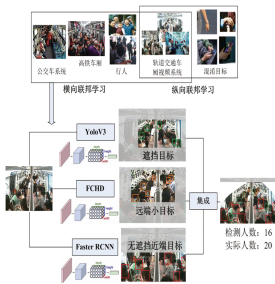 公交车系统
高铁车厢
行人
轨道交通车
厢视频系统
混淆目标
横向联邦学习
纵向联邦学习
YoloV3
遮挡目标
FCHD
远端小目标
集成
Faster RCNN
无遮挡近端目标
检测人数：16
实际人数：20